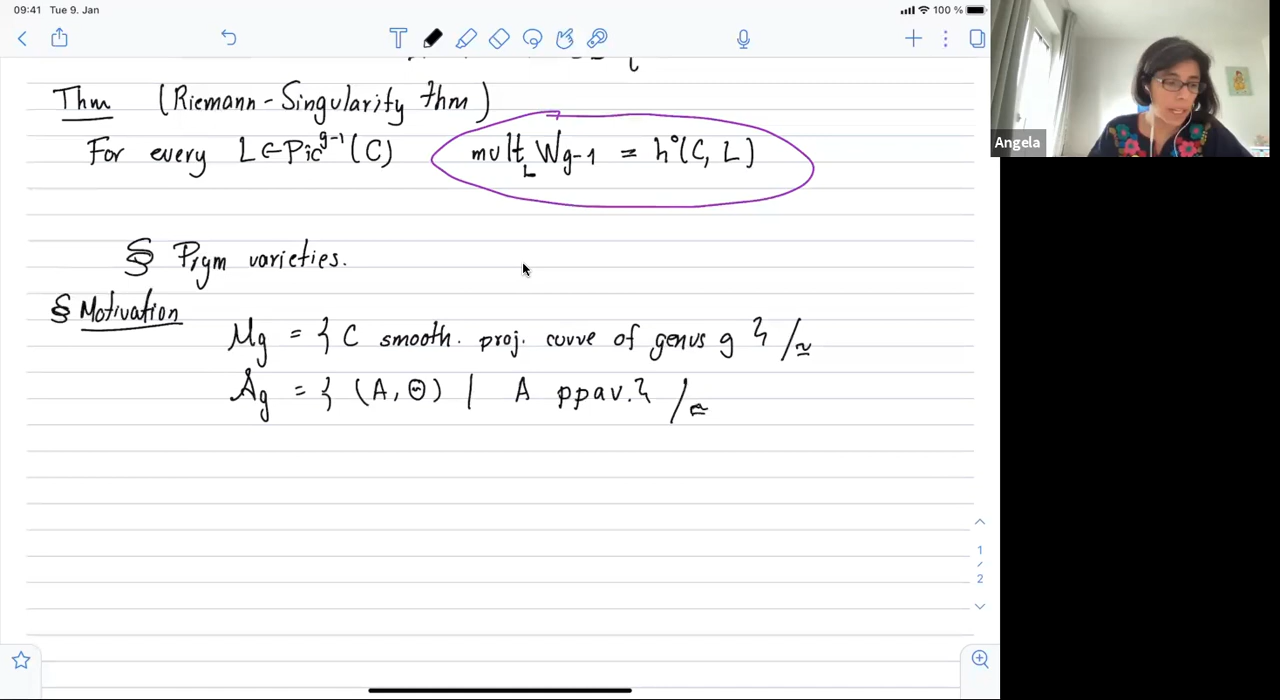 09:41 Tue 9. Jan
100 %
Thm (Riemann-Singularity thm)
For every L ∈ Pic^{g-1}(C) mult_L W_{g-1} = h⁰(C, L)
§ Prym varieties.
§ Motivation
M_g = { C smooth. proj. curve of genus g } / ≃
A_g = { (A, Θ) | A ppav. } / ≃
Angela
1
/
2